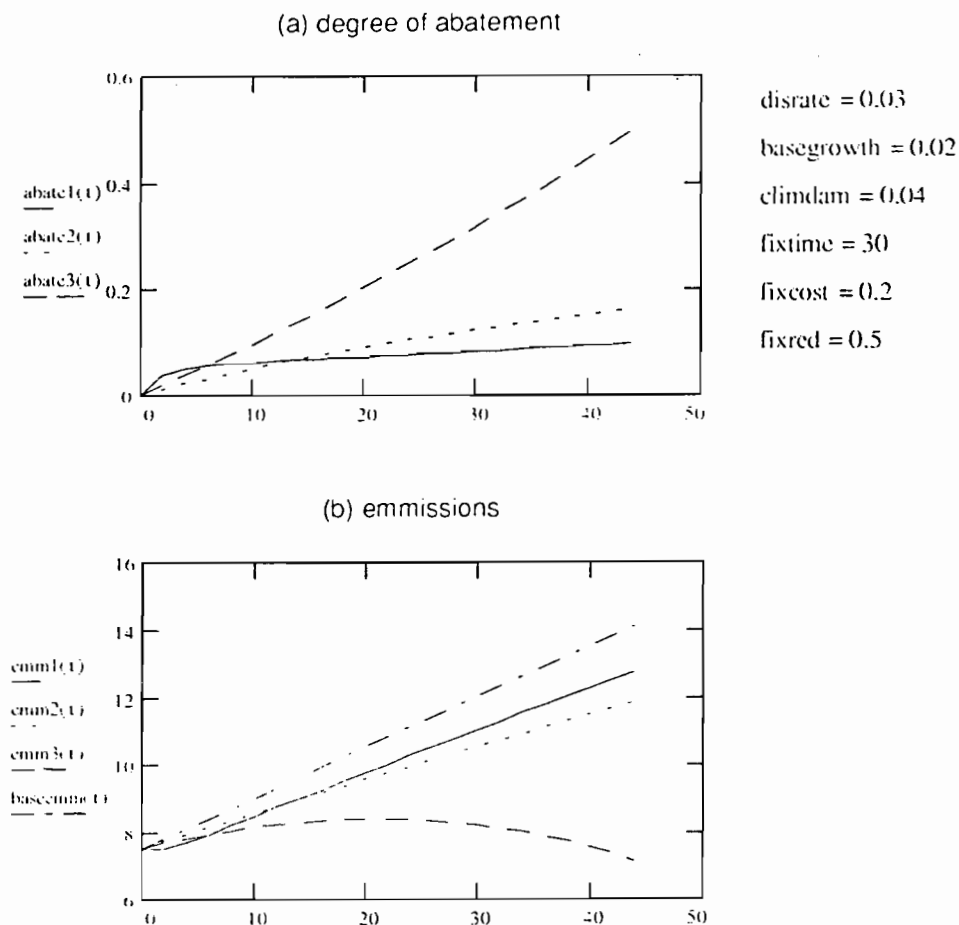 (a) degree of abatement
0.6
0.4
0.2
0
abate1(t)
abate2(t)
abate3(t)
0 10 20 30 40 50
disrate = 0.03
basegrowth = 0.02
climdam = 0.04
fixtime = 30
fixcost = 0.2
fixred = 0.5
(b) emmissions
16
14
12
10
8
6
emm1(t)
emm2(t)
emm3(t)
baseemm(t)
0 10 20 30 40 50